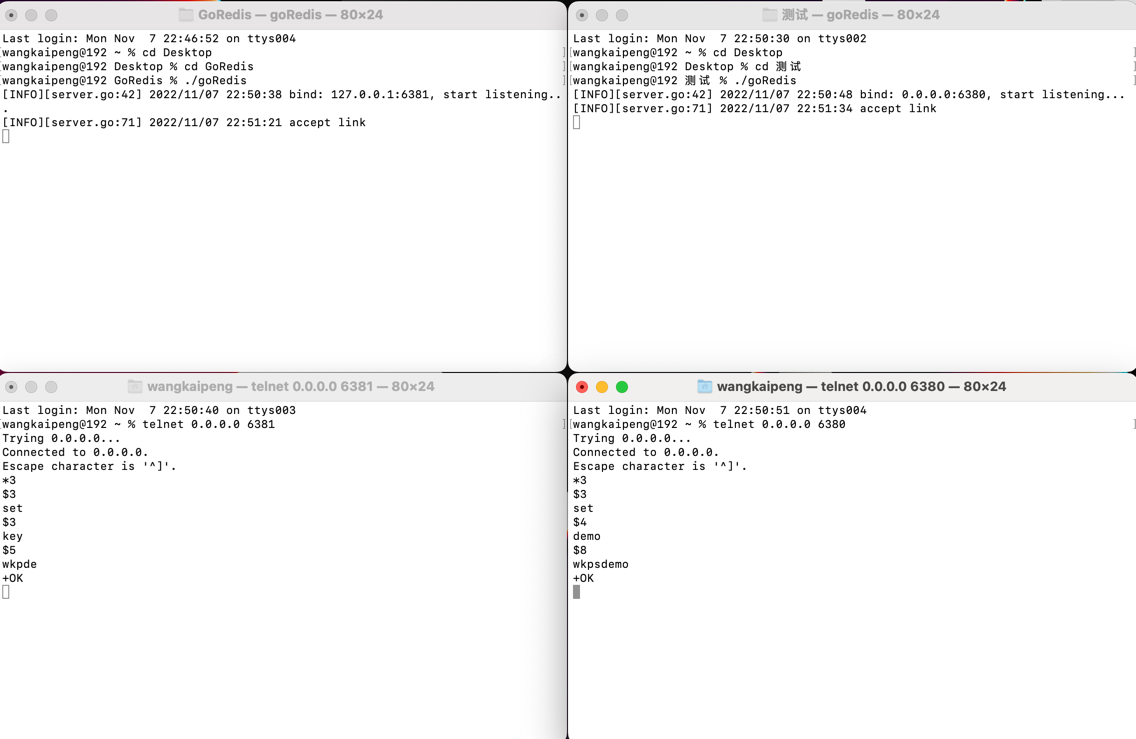 GoRedis — goRedis — 80×24
Last login: Mon Nov  7 22:46:52 on ttys004
[wangkaipeng@192 ~ % cd Desktop ]
[wangkaipeng@192 Desktop % cd GoRedis ]
[wangkaipeng@192 GoRedis % ./goRedis ]
[INFO][server.go:42] 2022/11/07 22:50:38 bind: 127.0.0.1:6381, start listening..
.
[INFO][server.go:71] 2022/11/07 22:51:21 accept link
测试 — goRedis — 80×24
Last login: Mon Nov  7 22:50:30 on ttys002
[wangkaipeng@192 ~ % cd Desktop ]
[wangkaipeng@192 Desktop % cd 测试 ]
[wangkaipeng@192 测试 % ./goRedis ]
[INFO][server.go:42] 2022/11/07 22:50:48 bind: 0.0.0.0:6380, start listening...
[INFO][server.go:71] 2022/11/07 22:51:34 accept link
wangkaipeng — telnet 0.0.0.0 6381 — 80×24
Last login: Mon Nov  7 22:50:40 on ttys003
[wangkaipeng@192 ~ % telnet 0.0.0.0 6381 ]
Trying 0.0.0.0...
Connected to 0.0.0.0.
Escape character is '^]'.
*3
$3
set
$3
key
$5
wkpde
+OK
wangkaipeng — telnet 0.0.0.0 6380 — 80×24
Last login: Mon Nov  7 22:50:51 on ttys004
[wangkaipeng@192 ~ % telnet 0.0.0.0 6380 ]
Trying 0.0.0.0...
Connected to 0.0.0.0.
Escape character is '^]'.
*3
$3
set
$4
demo
$8
wkpsdemo
+OK